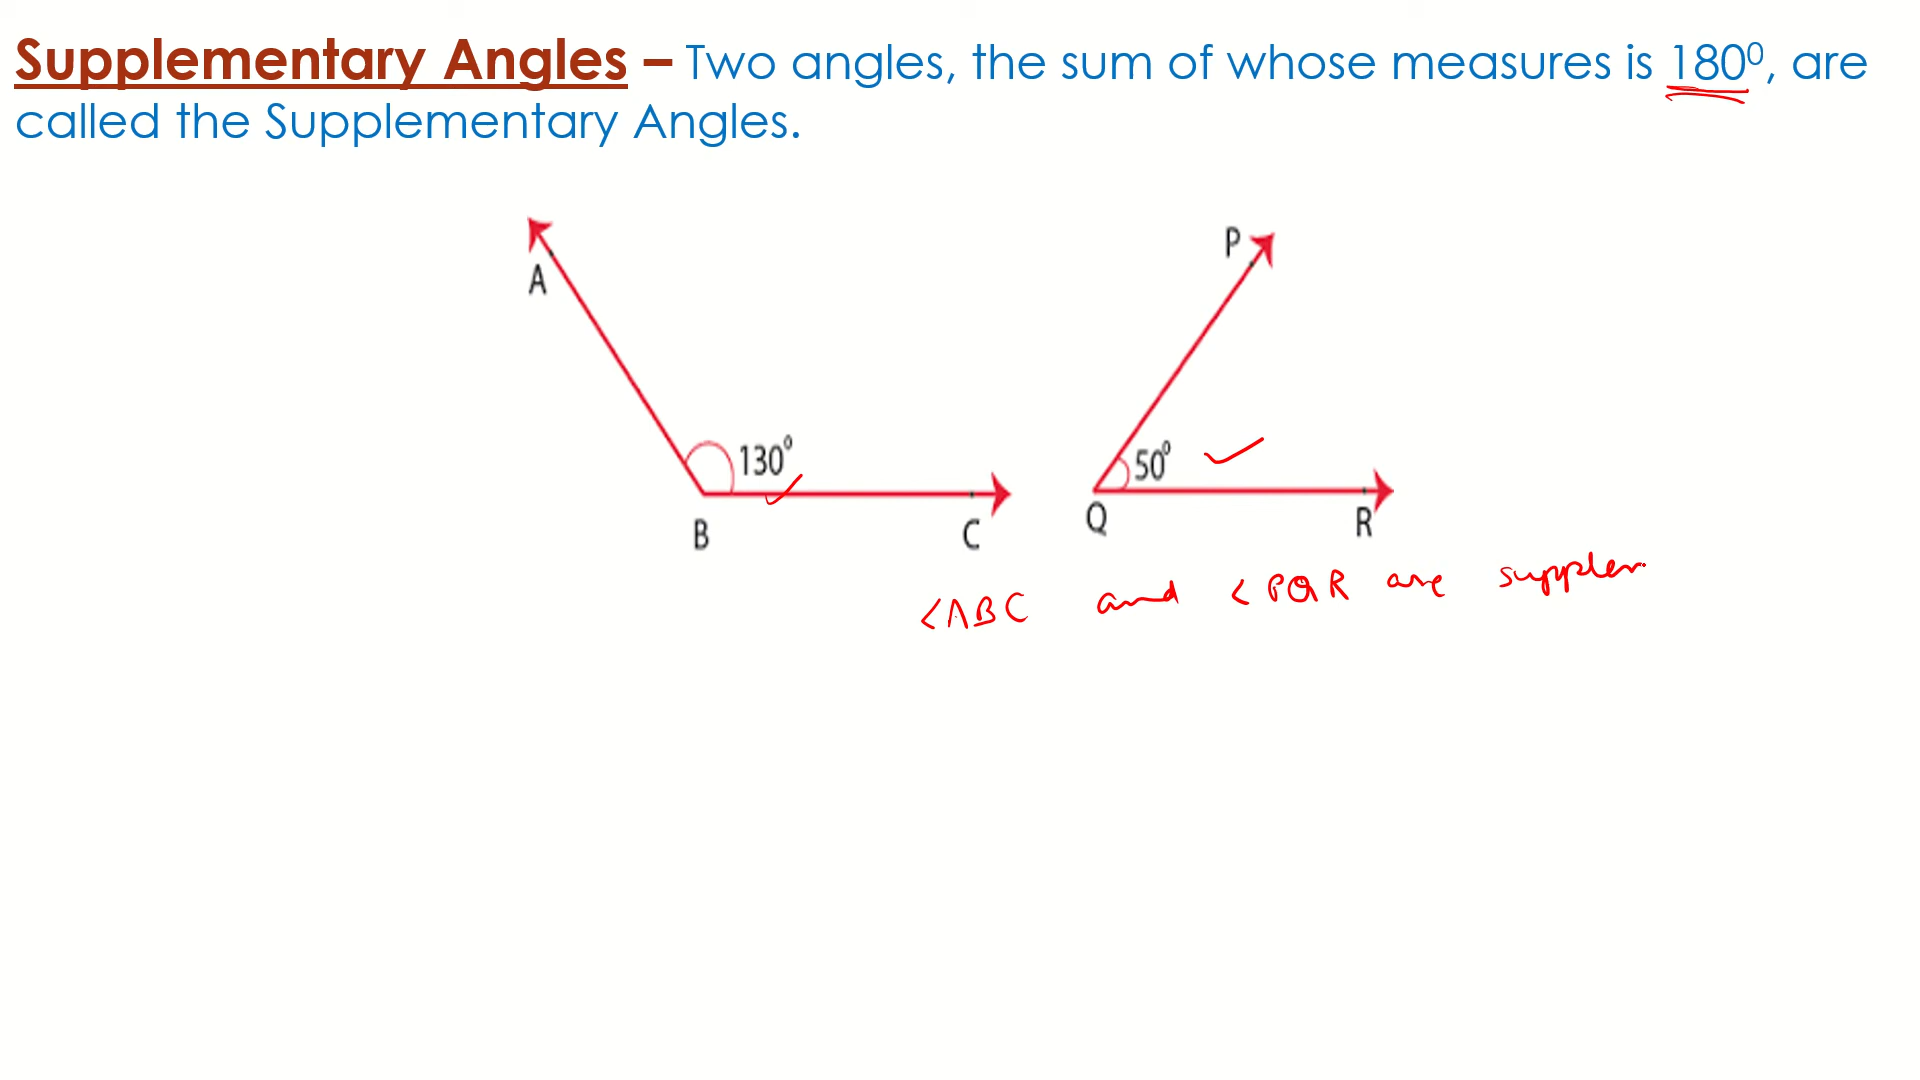 Supplementary Angles – Two angles, the sum of whose measures is 180⁰, are
called the Supplementary Angles.
P
A
130⁰
50⁰
B
C
Q
R
<ABC and <PQR are supplem